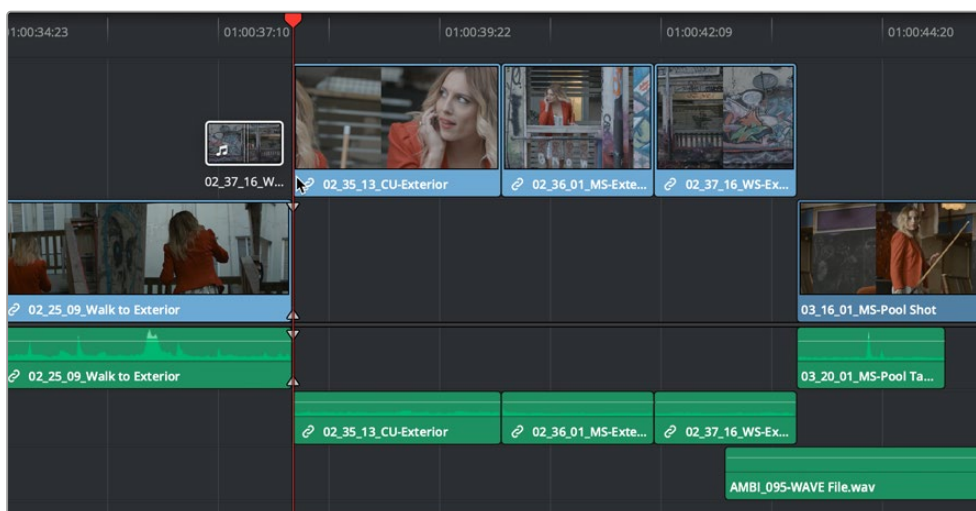 01:00:34:23
01:00:37:10
01:00:39:22
01:00:42:09
01:00:44:20
02_37_16_W...
02_35_13_CU-Exterior
02_36_01_MS-Exte...
02_37_16_WS-Ex...
02_25_09_Walk to Exterior
03_16_01_MS-Pool Shot
02_25_09_Walk to Exterior
03_20_01_MS-Pool Ta...
02_35_13_CU-Exterior
02_36_01_MS-Exte...
02_37_16_WS-Ex...
AMBI_095-WAVE File.wav